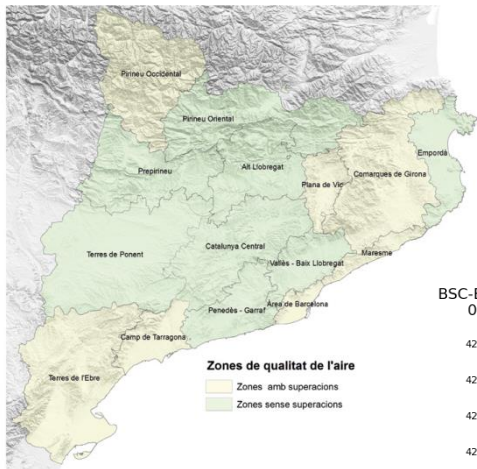 Pirineu Occidental
Pirineu Oriental
Empordà
Prepirineu
Alt Llobregat
Comarques de Girona
Plana de Vic
Catalunya Central
Maresme
Terres de Ponent
Vallès - Baix Llobregat
Àrea de Barcelona
Penedès - Garraf
Camp de Tarragona
Terres de l'Ebre
Zones de qualitat de l'aire
Zones amb superacions
Zones sense superacions
BSC-E
0
42
42
42
42